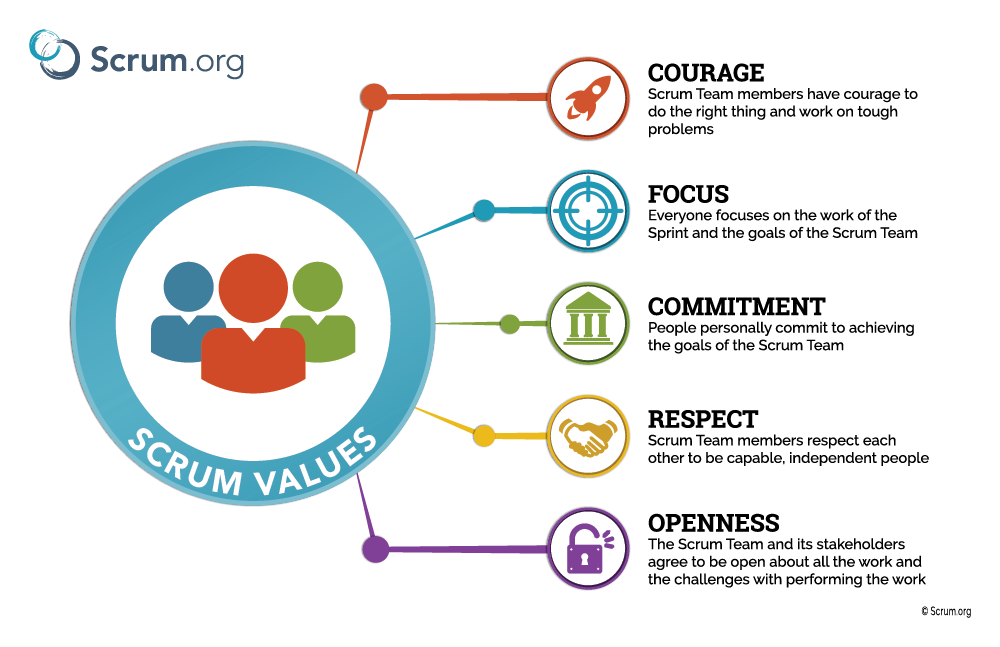 Scrum.org
COURAGE
Scrum Team members have courage to
do the right thing and work on tough
problems
FOCUS
Everyone focuses on the work of the
Sprint and the goals of the Scrum Team
COMMITMENT
People personally commit to achieving
the goals of the Scrum Team
RESPECT
Scrum Team members respect each
other to be capable, independent people
SCRUM VALUES
OPENNESS
The Scrum Team and its stakeholders
agree to be open about all the work and
the challenges with performing the work
© Scrum.org